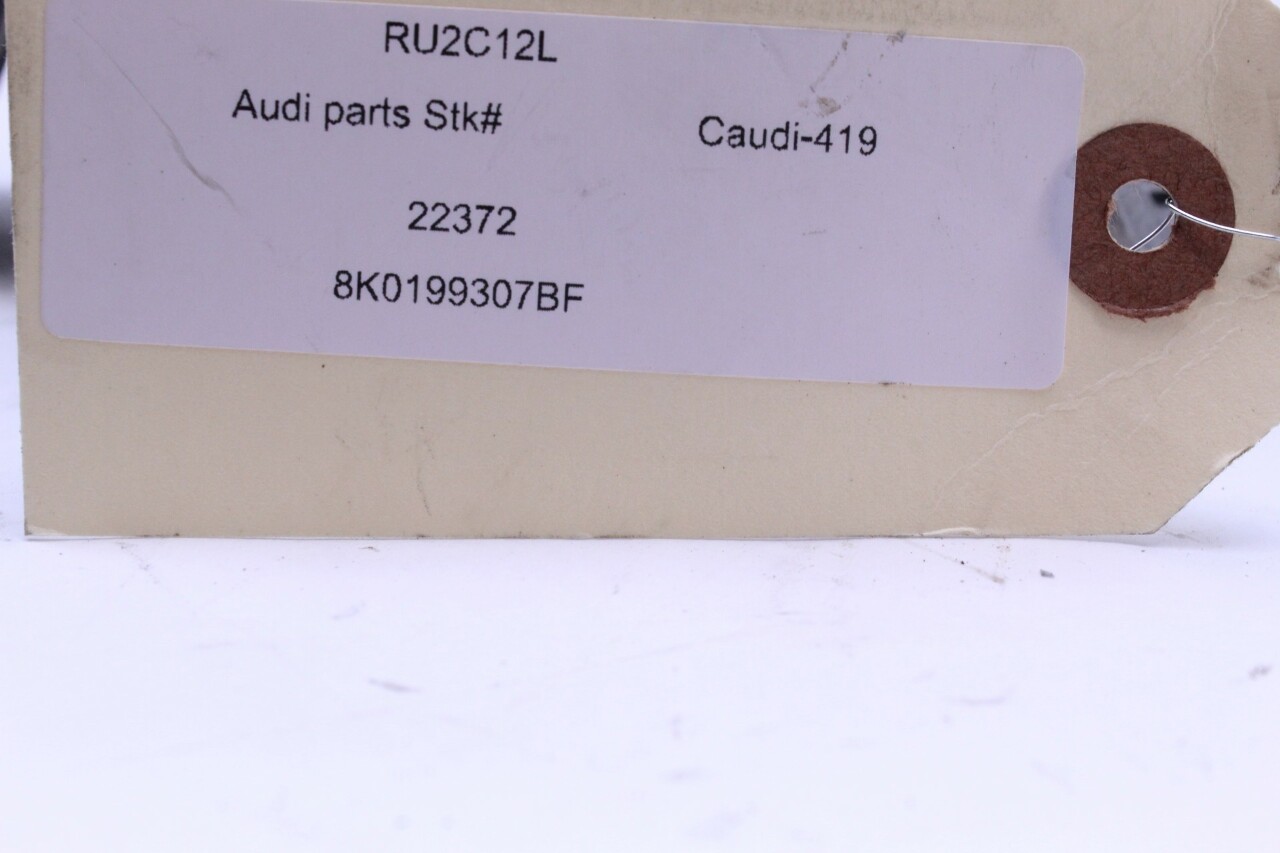 RU2C12L
Audi parts Stk# Caudi-419
22372
8K0199307BF